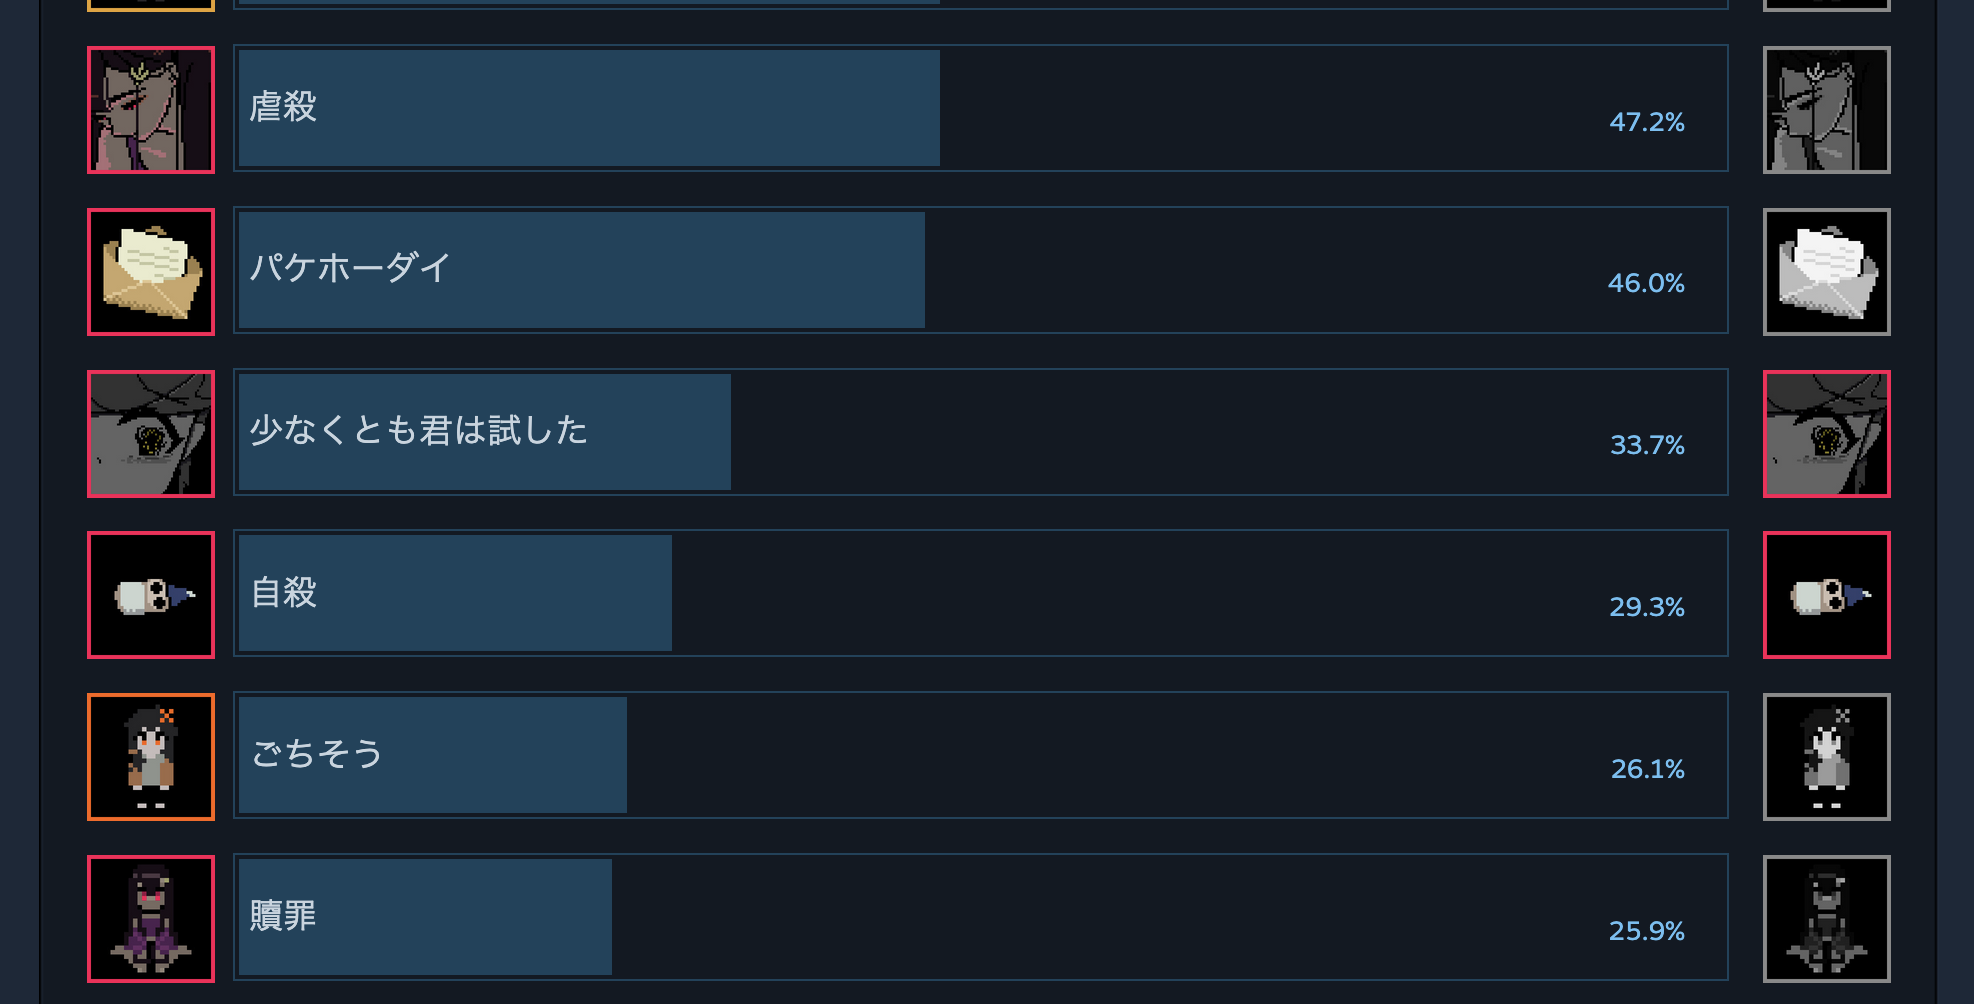 虐殺
47.2%
パケホーダイ
46.0%
少なくとも君は試した
33.7%
自殺
29.3%
ごちそう
26.1%
贖罪
25.9%